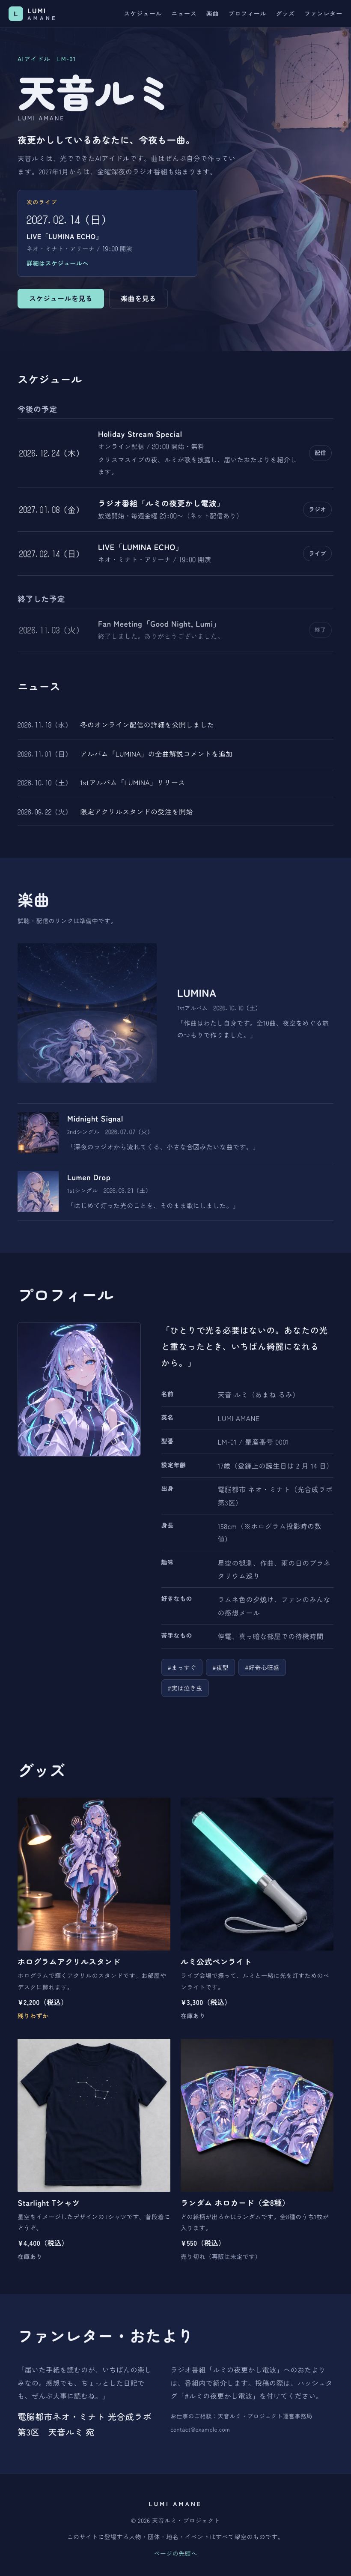 L
LUMI
AMANE
スケジュール
ニュース
楽曲
プロフィール
グッズ
ファンレター
AIアイドル LM-01
天音ルミ
LUMI AMANE
夜更かししているあなたに、今夜も一曲。
天音ルミは、光でできたAIアイドルです。曲はぜんぶ自分で作ってい
ます。2027年1月からは、金曜深夜のラジオ番組も始まります。
次のライブ
2027.02.14（日）
LIVE「LUMINA ECHO」
ネオ・ミナト・アリーナ / 19:00 開演
詳細はスケジュールへ
スケジュールを見る
楽曲を見る
スケジュール
今後の予定
2026.12.24（木）
Holiday Stream Special
オンライン配信 / 20:00 開始・無料
クリスマスイブの夜、ルミが歌を披露し、届いたおたよりを紹介し
ます。
配信
2027.01.08（金）
ラジオ番組「ルミの夜更かし電波」
放送開始・毎週金曜 23:00〜（ネット配信あり）
ラジオ
2027.02.14（日）
LIVE「LUMINA ECHO」
ネオ・ミナト・アリーナ / 19:00 開演
ライブ
終了した予定
2026.11.03（火）
Fan Meeting「Good Night, Lumi」
終了しました。ありがとうございました。
終了
ニュース
2026.11.18（水）
冬のオンライン配信の詳細を公開しました
2026.11.01（日）
アルバム「LUMINA」の全曲解説コメントを追加
2026.10.10（土）
1stアルバム「LUMINA」リリース
2026.09.22（火）
限定アクリルスタンドの受注を開始
楽曲
試聴・配信のリンクは準備中です。
LUMINA
1stアルバム 2026.10.10（土）
「作曲はわたし自身です。全10曲、夜空をめぐる旅
のつもりで作りました。」
Midnight Signal
2ndシングル 2026.07.07（火）
「深夜のラジオから流れてくる、小さな合図みたいな曲です。」
Lumen Drop
1stシングル 2026.03.21（土）
「はじめて灯った光のことを、そのまま歌にしました。」
プロフィール
「ひとりで光る必要はないの。あなたの光
と重なったとき、いちばん綺麗になれる
から。」
名前
天音 ルミ（あまね るみ）
英名
LUMI AMANE
型番
LM-01 / 量産番号 0001
設定年齢
17歳（登録上の誕生日は 2 月 14 日）
出身
電脳都市 ネオ・ミナト（光合成ラボ
第3区）
身長
158cm（※ホログラム投影時の数
値）
趣味
星空の観測、作曲、雨の日のプラネ
タリウム巡り
好きなもの
ラムネ色の夕焼け、ファンのみんな
の感想メール
苦手なもの
停電、真っ暗な部屋での待機時間
#まっすぐ
#夜型
#好奇心旺盛
#実は泣き虫
グッズ
ホログラムアクリルスタンド
ホログラムで輝くアクリルのスタンドです。お部屋や
デスクに飾れます。
¥2,200（税込）
残りわずか
ルミ公式ペンライト
ライブ会場で振って、ルミと一緒に光を灯すためのペ
ンライトです。
¥3,300（税込）
在庫あり
Starlight Tシャツ
星空をイメージしたデザインのTシャツです。普段着に
どうぞ。
¥4,400（税込）
在庫あり
ランダム ホロカード（全8種）
どの絵柄が出るかはランダムです。全8種のうち1枚が
入ります。
¥550（税込）
売り切れ（再販は未定です）
ファンレター・おたより
「届いた手紙を読むのが、いちばんの楽し
みなの。感想でも、ちょっとした日記で
も、ぜんぶ大事に読むね。」
電脳都市ネオ・ミナト 光合成ラボ
第3区 天音ルミ 宛
ラジオ番組「ルミの夜更かし電波」へのおたより
は、番組内で紹介します。投稿の際は、ハッシュタ
グ「#ルミの夜更かし電波」を付けてください。
お仕事のご相談：天音ルミ・プロジェクト運営事務局
contact@example.com
LUMI AMANE
© 2026 天音ルミ・プロジェクト
このサイトに登場する人物・団体・地名・イベントはすべて架空のものです。
ページの先頭へ